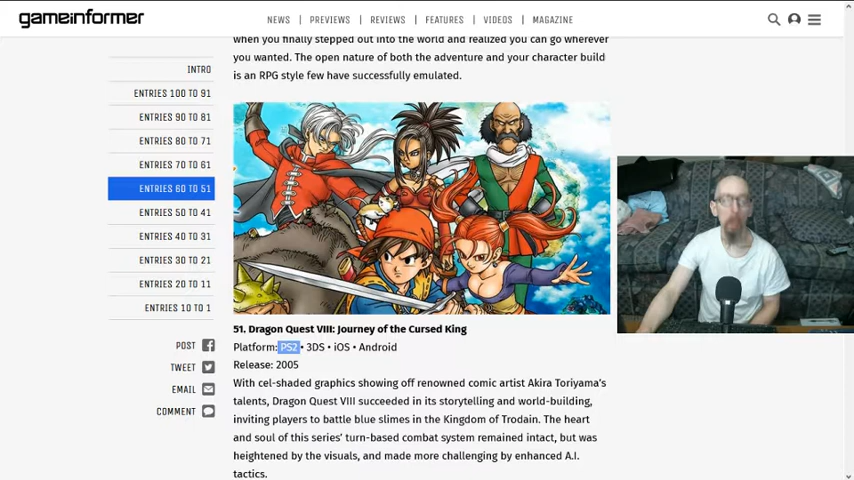 gameinformer
NEWS | PREVIEWS | REVIEWS | FEATURES | VIDEOS | MAGAZINE
when you finally stepped out into the world and realized you can go wherever
you wanted. The open nature of both the adventure and your character build
is an RPG style few have successfully emulated.
INTRO
ENTRIES 100 TO 91
ENTRIES 90 TO 81
ENTRIES 80 TO 71
ENTRIES 70 TO 61
ENTRIES 60 TO 51
ENTRIES 50 TO 41
ENTRIES 40 TO 31
ENTRIES 30 TO 21
ENTRIES 20 TO 11
ENTRIES 10 TO 1
POST
TWEET
EMAIL
COMMENT
51. Dragon Quest VIII: Journey of the Cursed King
Platform: PS2 • 3DS • iOS • Android
Release: 2005
With cel-shaded graphics showing off renowned comic artist Akira Toriyama's
talents, Dragon Quest VIII succeeded in its storytelling and world-building,
inviting players to battle blue slimes in the Kingdom of Trodain. The heart
and soul of this series' turn-based combat system remained intact, but was
heightened by the visuals, and made more challenging by enhanced A.I.
tactics.